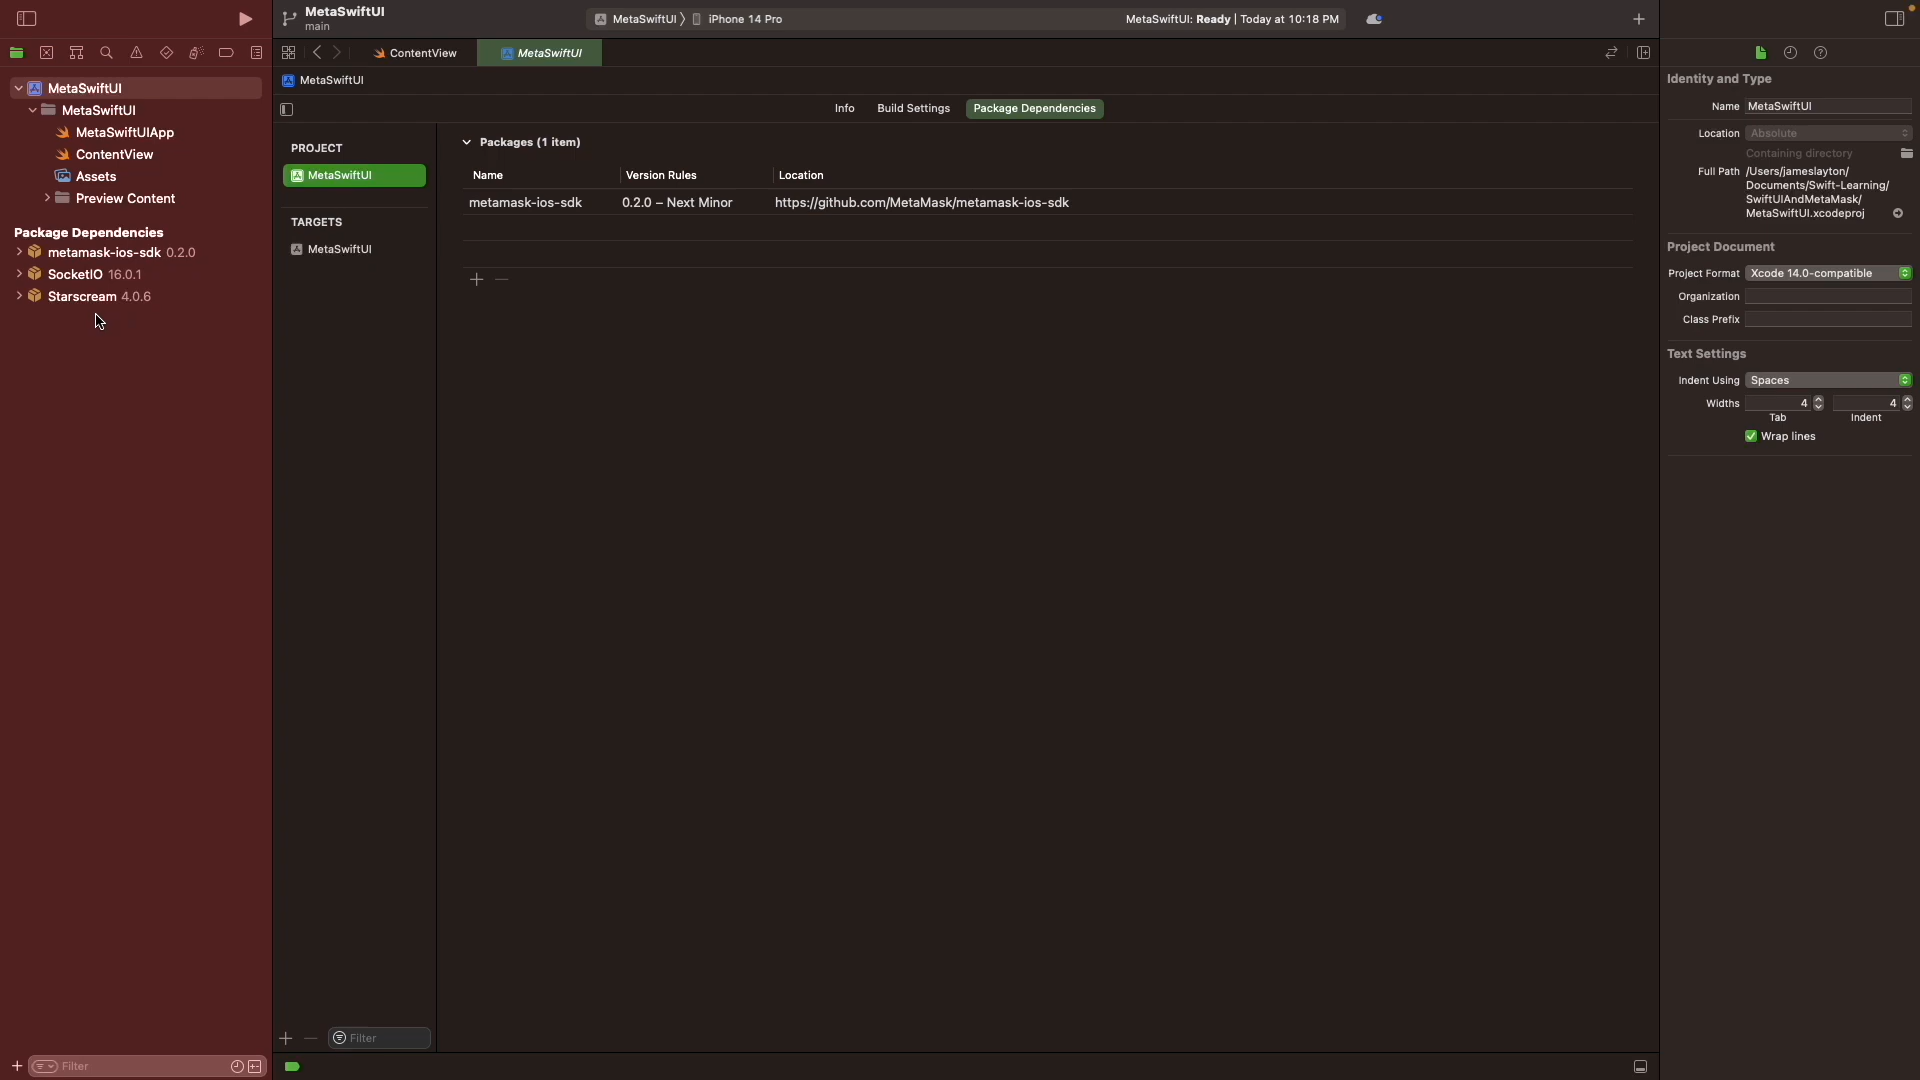 MetaSwiftUI
main
MetaSwiftUI
iPhone 14 Pro
MetaSwiftUI: Ready | Today at 10:18 PM
ContentView
MetaSwiftUI
MetaSwiftUI
Info
Build Settings
Package Dependencies
MetaSwiftUI
MetaSwiftUI
MetaSwiftUIApp
ContentView
Assets
Preview Content
Package Dependencies
metamask-ios-sdk 0.2.0
SocketIO 16.0.1
Starscream 4.0.6
Filter
PROJECT
MetaSwiftUI
TARGETS
MetaSwiftUI
Filter
Packages (1 item)
Name
Version Rules
Location
metamask-ios-sdk
0.2.0 – Next Minor
https://github.com/MetaMask/metamask-ios-sdk
Identity and Type
Name MetaSwiftUI
Location Absolute
Containing directory
Full Path /Users/jameslayton/
Documents/Swift-Learning/
SwiftUIAndMetaMask/
MetaSwiftUI.xcodeproj
Project Document
Project Format Xcode 14.0-compatible
Organization
Class Prefix
Text Settings
Indent Using Spaces
Widths 4 4
Tab Indent
Wrap lines